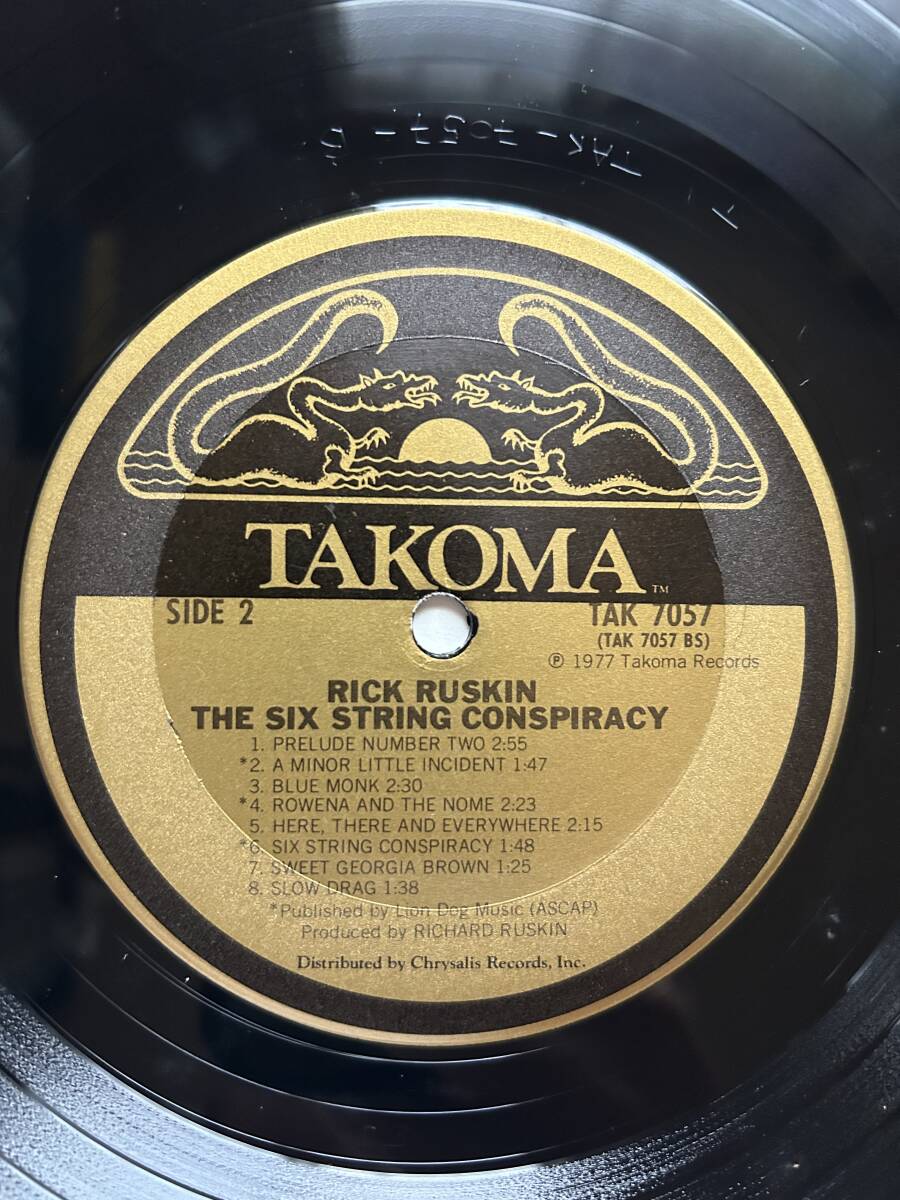 TAK-7057-B
TAKOMA™
SIDE 2
TAK 7057
(TAK 7057 BS)
℗ 1977 Takoma Records
RICK RUSKIN
THE SIX STRING CONSPIRACY
1. PRELUDE NUMBER TWO 2:55
*2. A MINOR LITTLE INCIDENT 1:47
3. BLUE MONK 2:30
*4. ROWENA AND THE NOME 2:23
5. HERE, THERE AND EVERYWHERE 2:15
*6. SIX STRING CONSPIRACY 1:48
7. SWEET GEORGIA BROWN 1:25
8. SLOW DRAG 1:38
*Published by Lion Dog Music (ASCAP)
Produced by RICHARD RUSKIN
Distributed by Chrysalis Records, Inc.